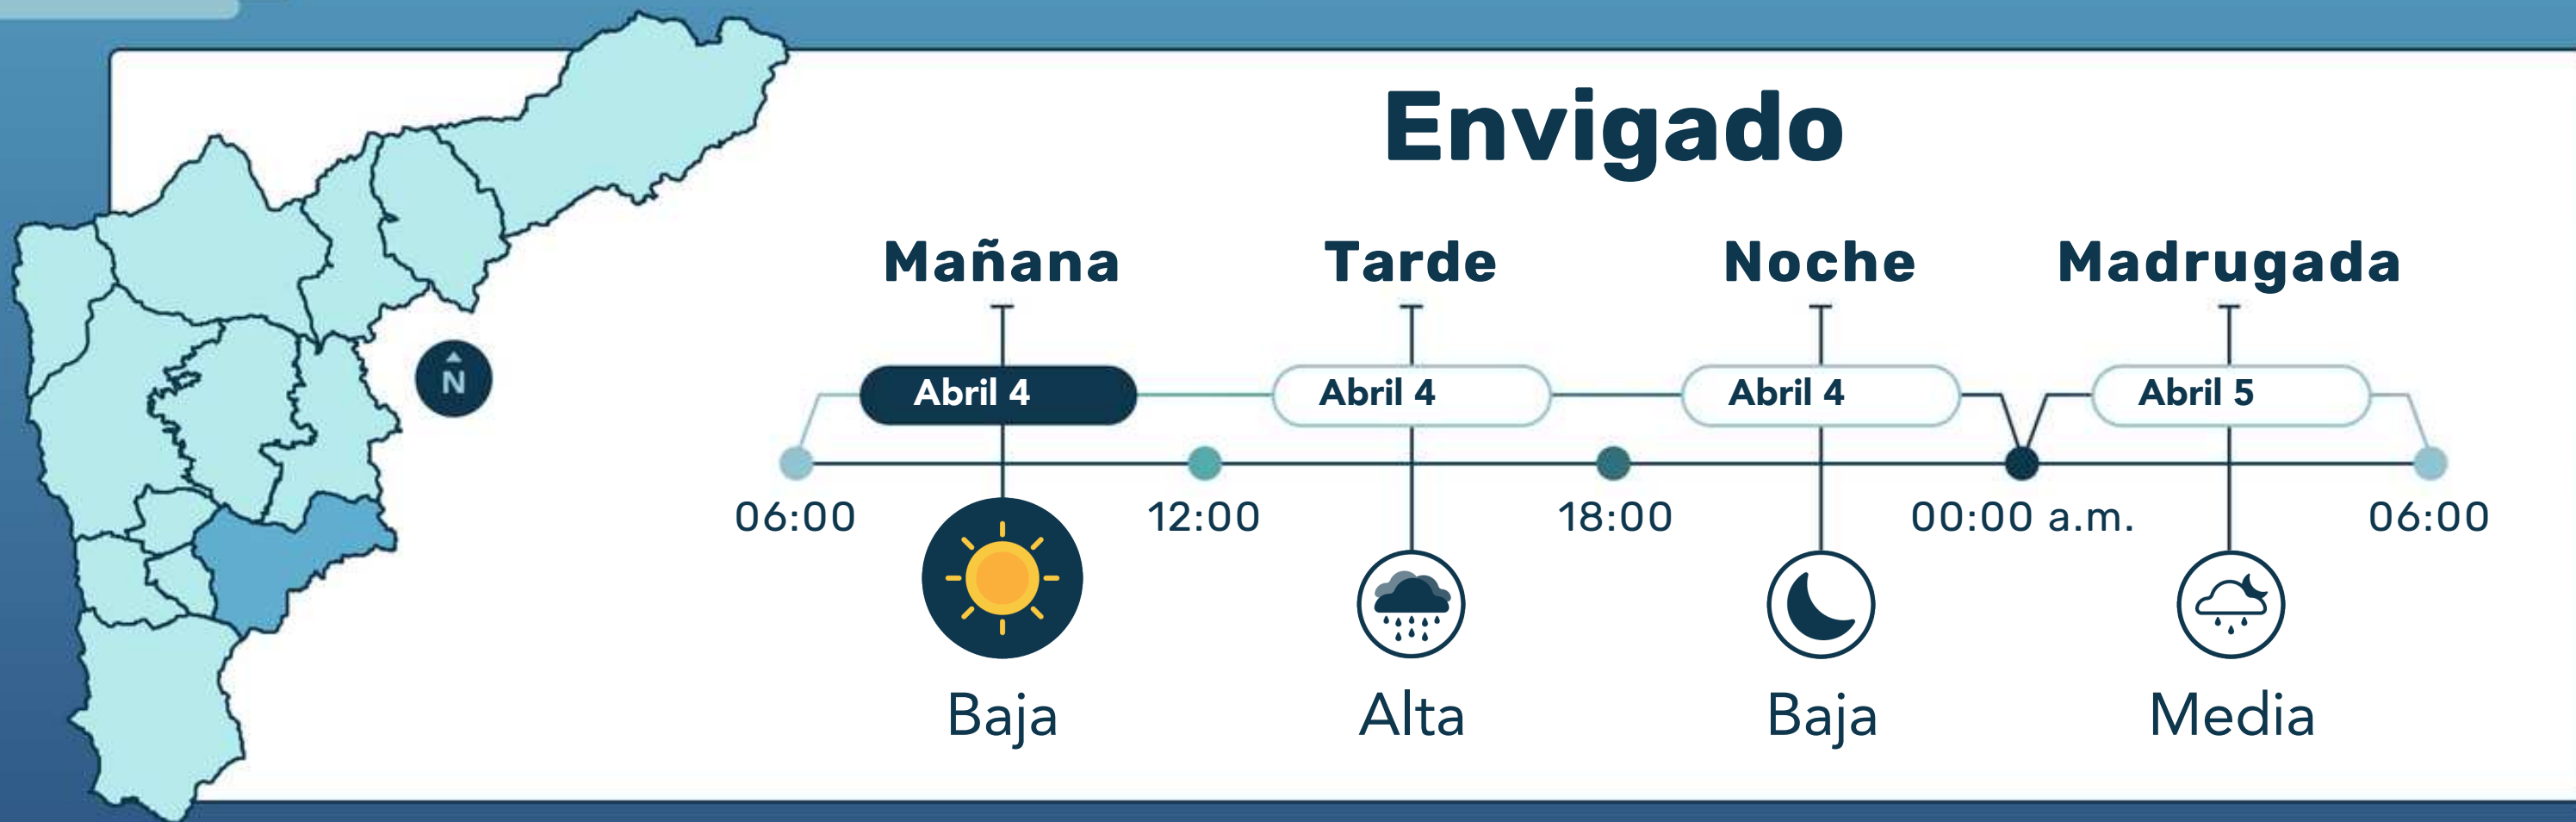 Envigado
Mañana Tarde Noche Madrugada
Abril 4 Abril 4 Abril 4 Abril 5
N
06:00 12:00 18:00 00:00 a.m. 06:00
Baja Alta Baja Media